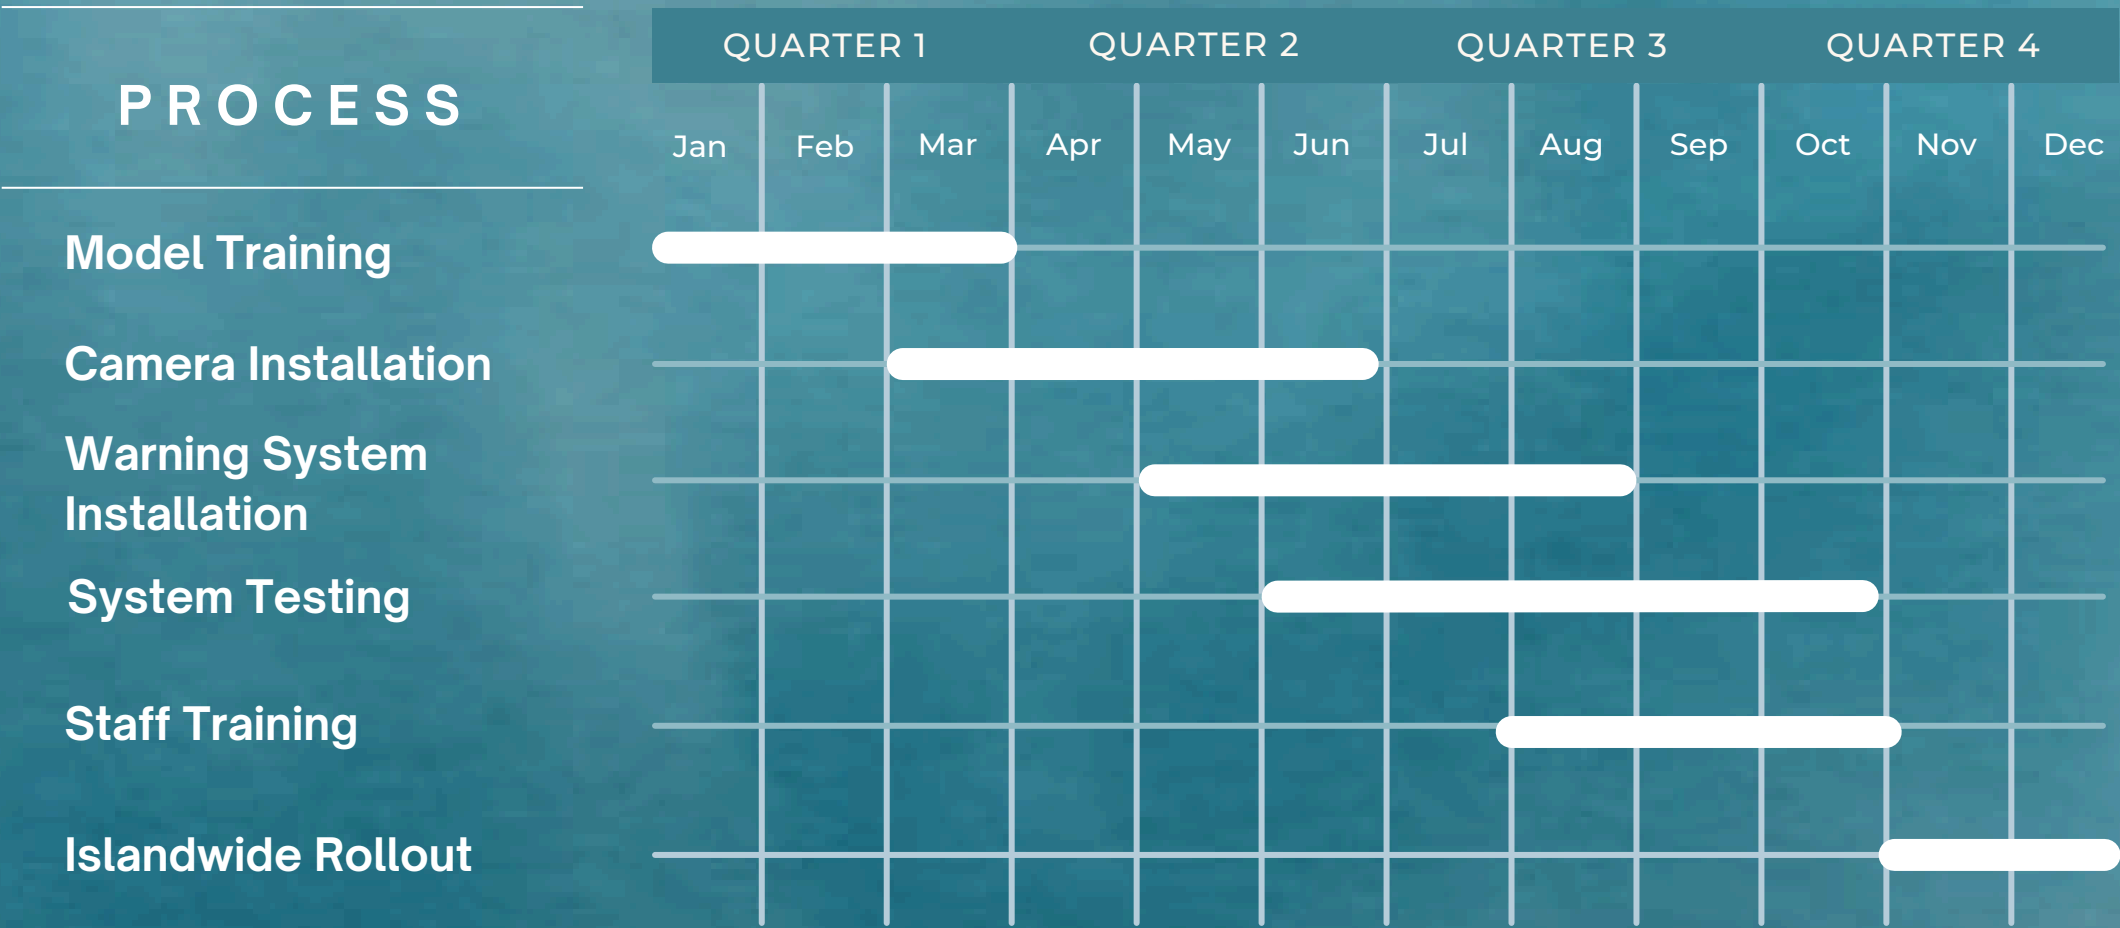 PROCESS
QUARTER 1 QUARTER 2 QUARTER 3 QUARTER 4
Jan Feb Mar Apr May Jun Jul Aug Sep Oct Nov Dec
Model Training
Camera Installation
Warning System
Installation
System Testing
Staff Training
Islandwide Rollout